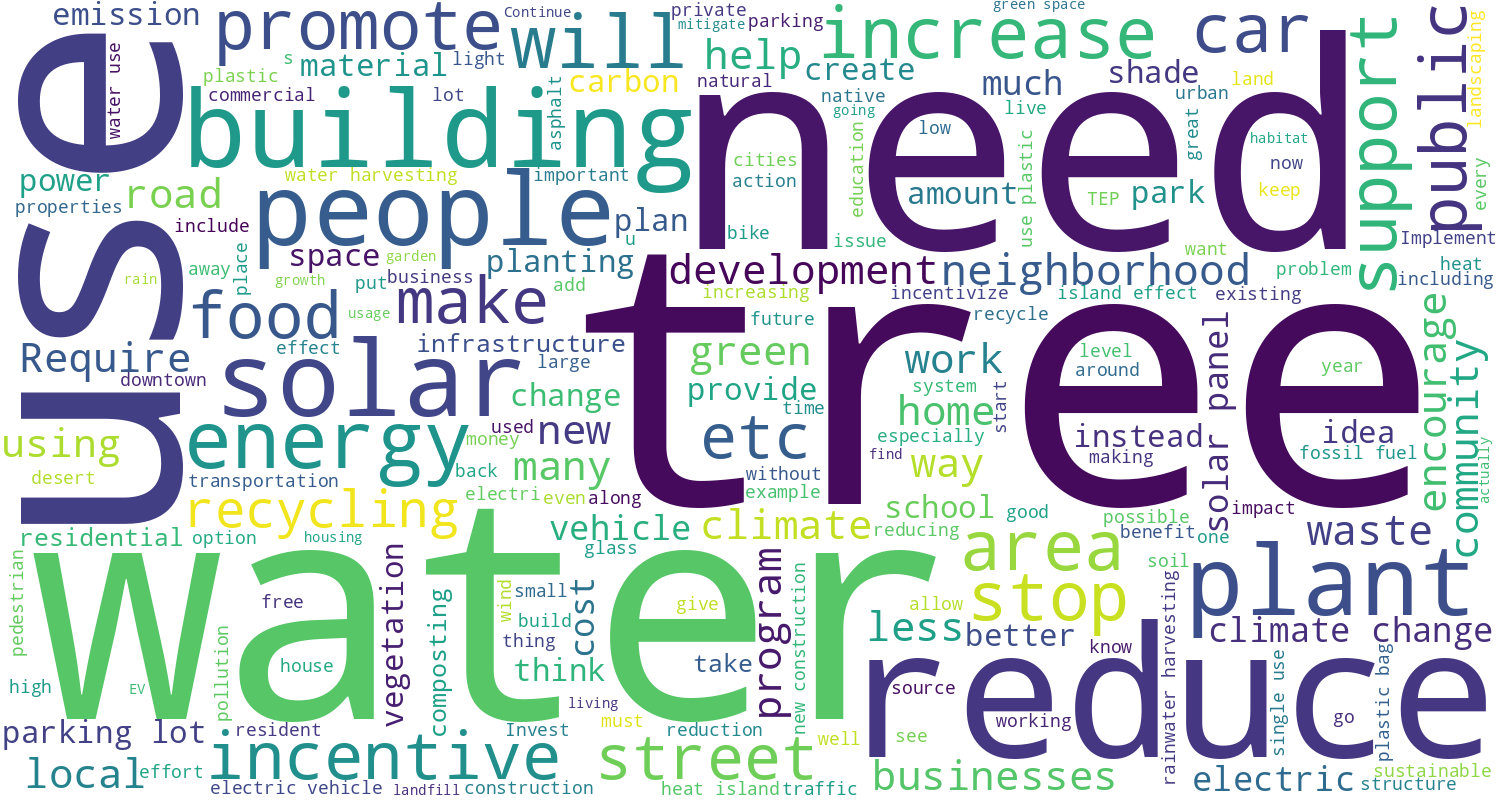 emission
promote
will
Continue
private
mitigate
parking
green space
increase
car
support
public
landscaping
water use
use
plastic
s
material
light
help
create
much
shade
land
carbon
natural
native
going
live
urban
commercial
lot
asphalt
building
need
low
great
habitat
now
keep
every
power
road
water harvesting
important
cities
action
education
use plastic
amount
TEP
park
properties
people
plan
u
include
space
bike
issue
want
Implement
place
away
garden
planting
development
neighborhood
problem
heat
including
rain
growth
put
business
make
add
increasing
incentivize
island effect
existing
food
usage
future
recycle
Require
effect
solar
infrastructure
large
green
tree
work
level
around
solar panel
year
encourage
community
downtown
change
provide
time
system
home
start
using
energy
used
new
money
many
etc
especially
find
way
instead
making
idea
fossil fuel
actually
desert
transportation
back
without
example
recycling
electri
even
along
school
good
possible
impact
residential
option
housing
vehicle
climate
reducing
area
benefit
one
waste
glass
soil
pedestrian
water
free
vegetation
composting
wind
small
cost
give
program
new construction
allow
stop
rainwater harvesting
plant
build
thing
less
better
know
climate change
house
pollution
think
take
reduce
source
high
EV
living
must
working
go
single use
plastic bag
parking lot
resident
Invest
reduction
well
see
local
effort
incentive
street
businesses
electric
sustainable
structure
electric vehicle
landfill
construction
heat island
traffic